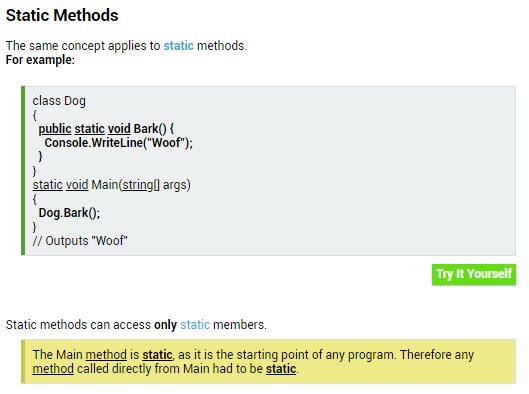 Static Methods
The same concept applies to static methods.
For example:
class Dog
{
public static void Bark() {
Console.WriteLine("Woof");
}
}
static void Main(string[] args)
{
Dog.Bark();
}
// Outputs "Woof"
Try It Yourself
Static methods can access only static members.
The Main method is static, as it is the starting point of any program. Therefore any
method called directly from Main had to be static.